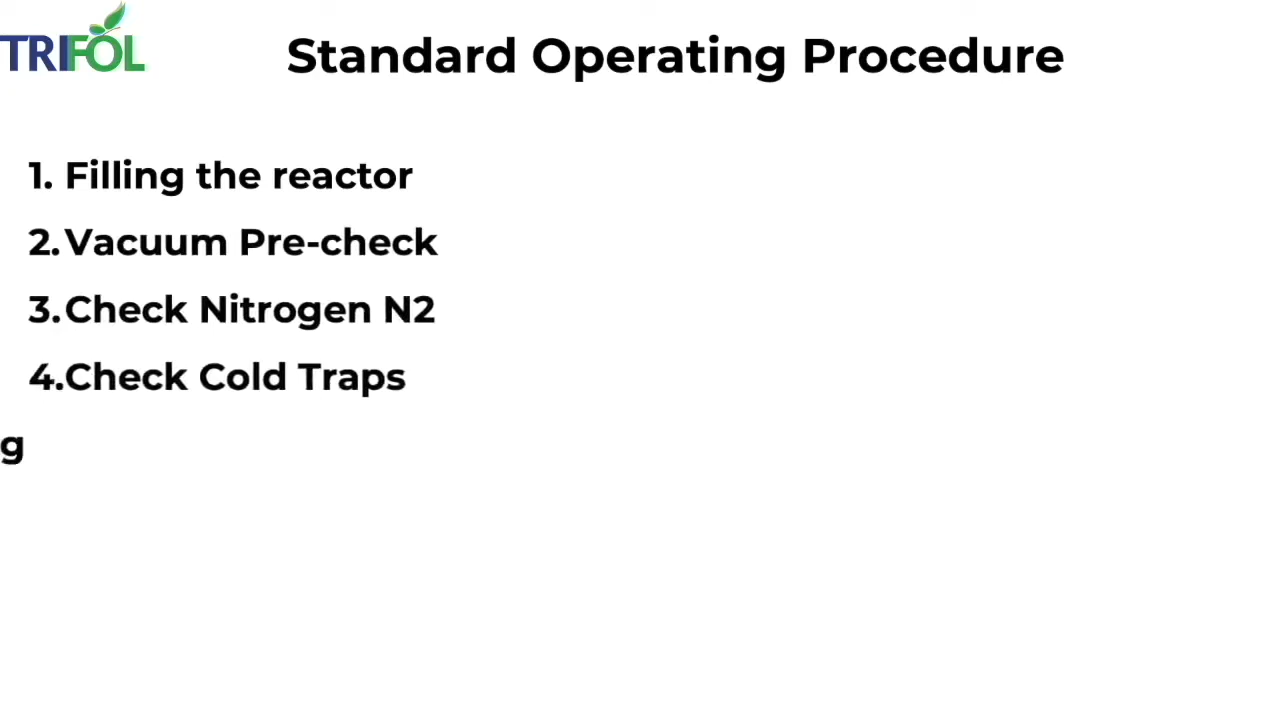 TRIFOL
Standard Operating Procedure
1. Filling the reactor
2. Vacuum Pre-check
3. Check Nitrogen N2
4. Check Cold Traps
g